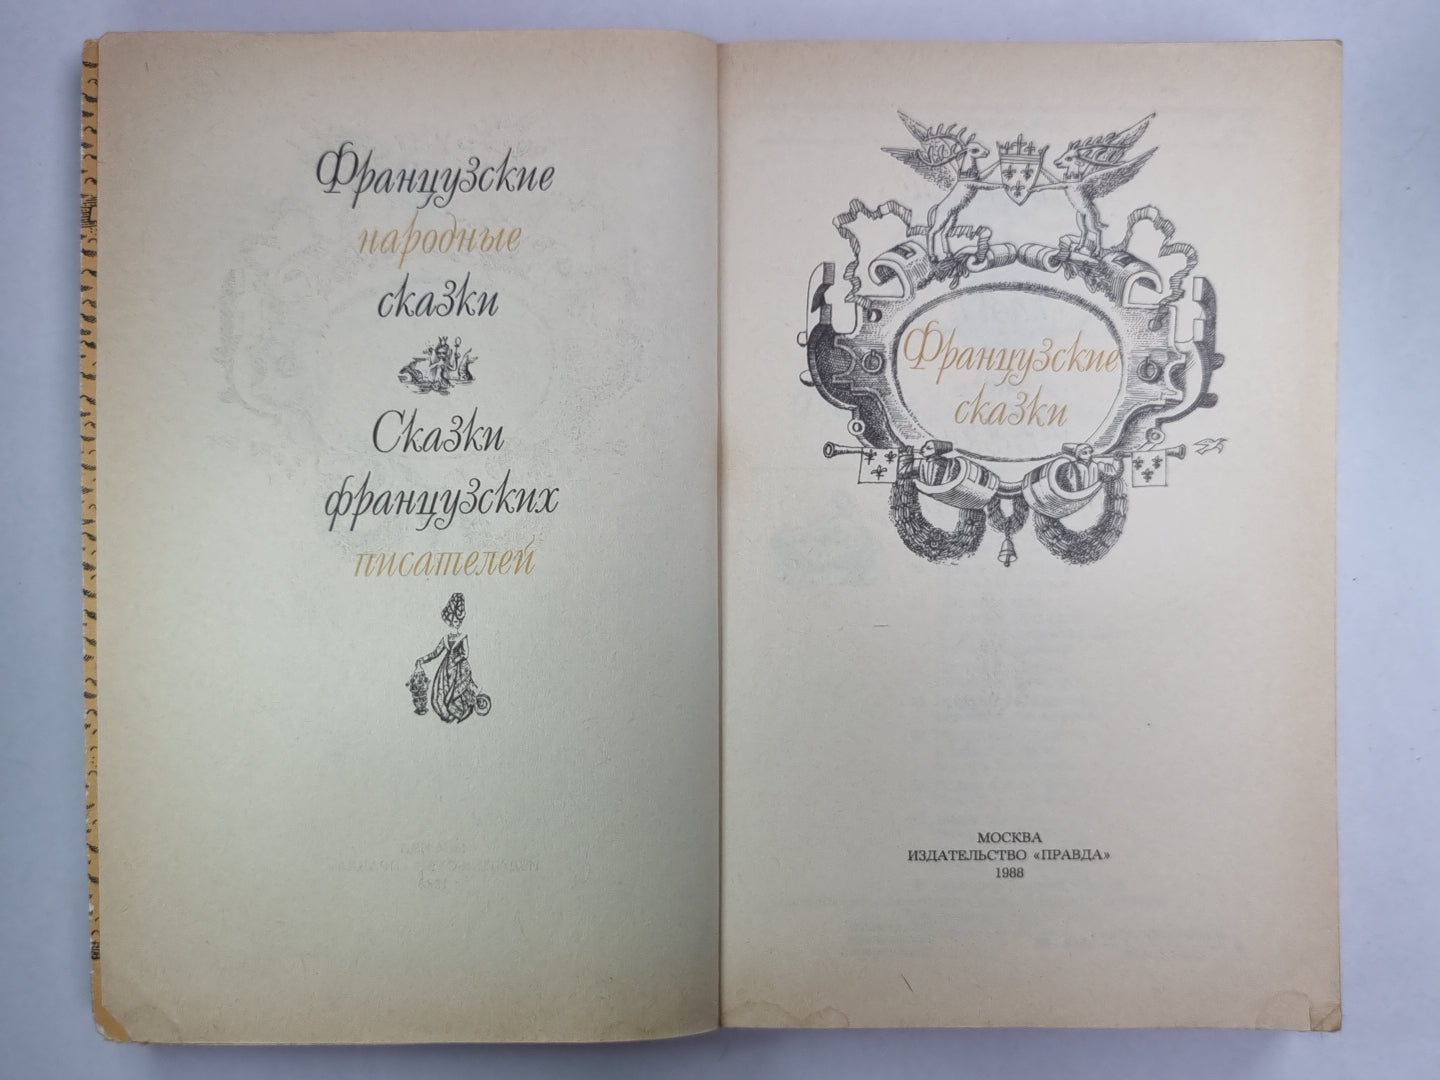 Французские
народные
сказки
Сказки
французских
писателей
Французские
сказки
МОСКВА
ИЗДАТЕЛЬСТВО «ПРАВДА»
1988